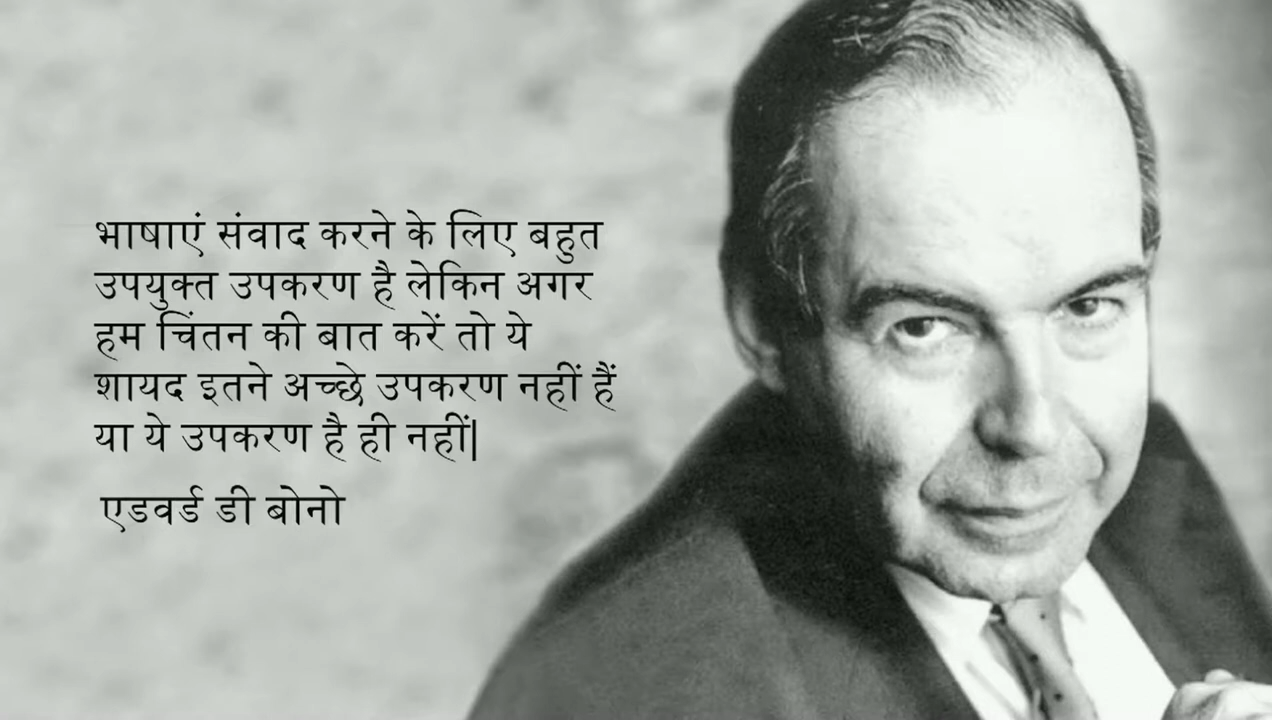 भाषाएं संवाद करने के लिए बहुत
उपयुक्त उपकरण है लेकिन अगर
हम चिंतन की बात करें तो ये
शायद इतने अच्छे उपकरण नहीं हैं
या ये उपकरण है ही नहीं|
एडवर्ड डी बोनो